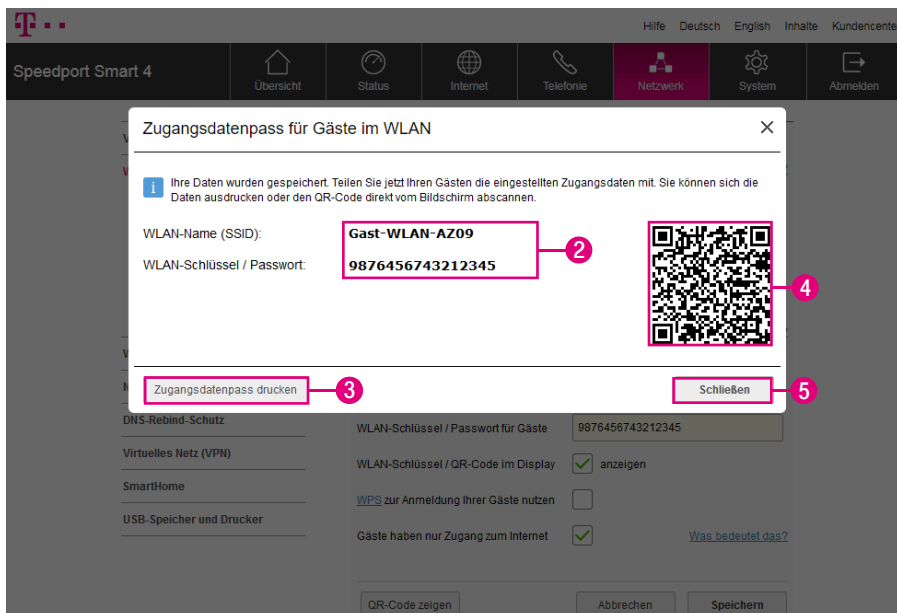 Hilfe Deutsch English Inhalte Kundencente
Speedport Smart 4
Übersicht Status Internet Telefonie Netzwerk System Abmelden
Zugangsdatenpass für Gäste im WLAN
i Ihre Daten wurden gespeichert. Teilen Sie jetzt Ihren Gästen die eingestellten Zugangsdaten mit. Sie können sich die
Daten ausdrucken oder den QR-Code direkt vom Bildschirm abscannen.
WLAN-Name (SSID): Gast-WLAN-AZ09
2
WLAN-Schlüssel / Passwort: 9876456743212345
4
Zugangsdatenpass drucken 3 Schließen 5
DNS-Rebind-Schutz
WLAN-Schlüssel / Passwort für Gäste 9876456743212345
Virtuelles Netz (VPN)
WLAN-Schlüssel / QR-Code im Display anzeigen
SmartHome
WPS zur Anmeldung Ihrer Gäste nutzen
USB-Speicher und Drucker
Gäste haben nur Zugang zum Internet Was bedeutet das?
QR-Code zeigen Abbrechen Speichern